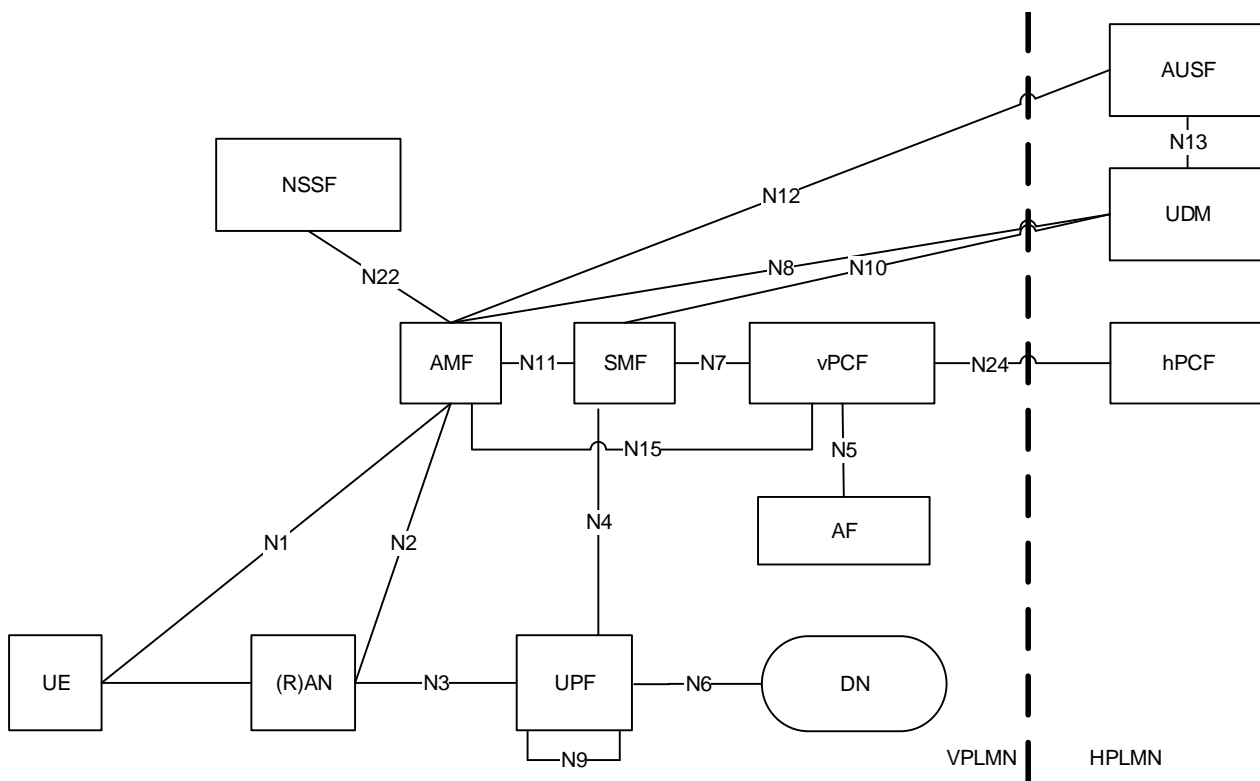 AUSF
N13
NSSF
N12
UDM
N22
N8
N10
AMF
N11
SMF
N7
vPCF
N24
hPCF
N15
N5
N4
AF
N1
N2
UE
(R)AN
N3
UPF
N6
DN
N9
VPLMN
HPLMN